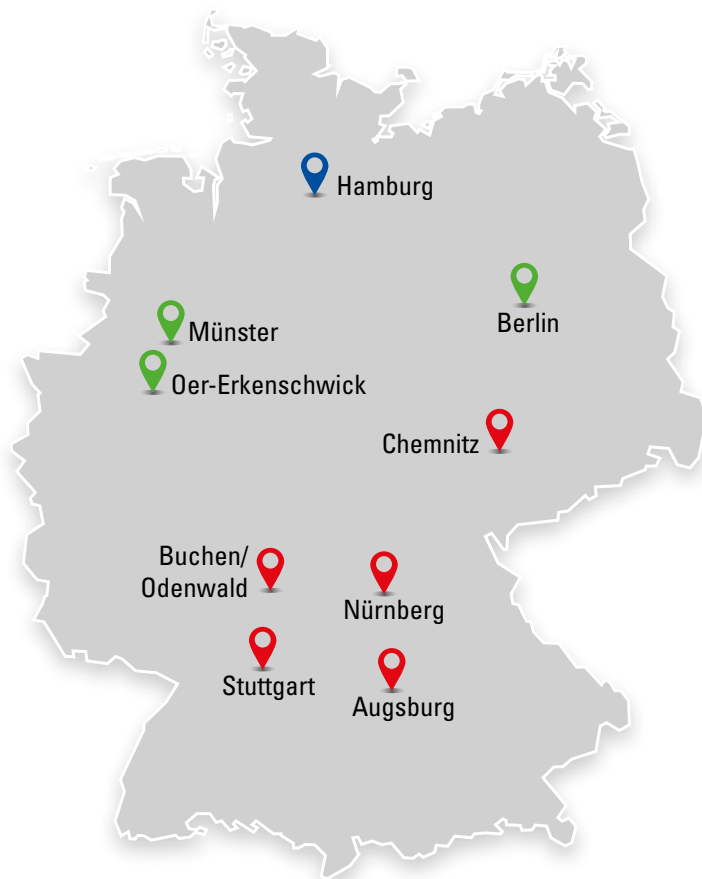 Hamburg
Berlin
Münster
Oer-Erkenschwick
Chemnitz
Buchen/
Odenwald
Nürnberg
Stuttgart
Augsburg